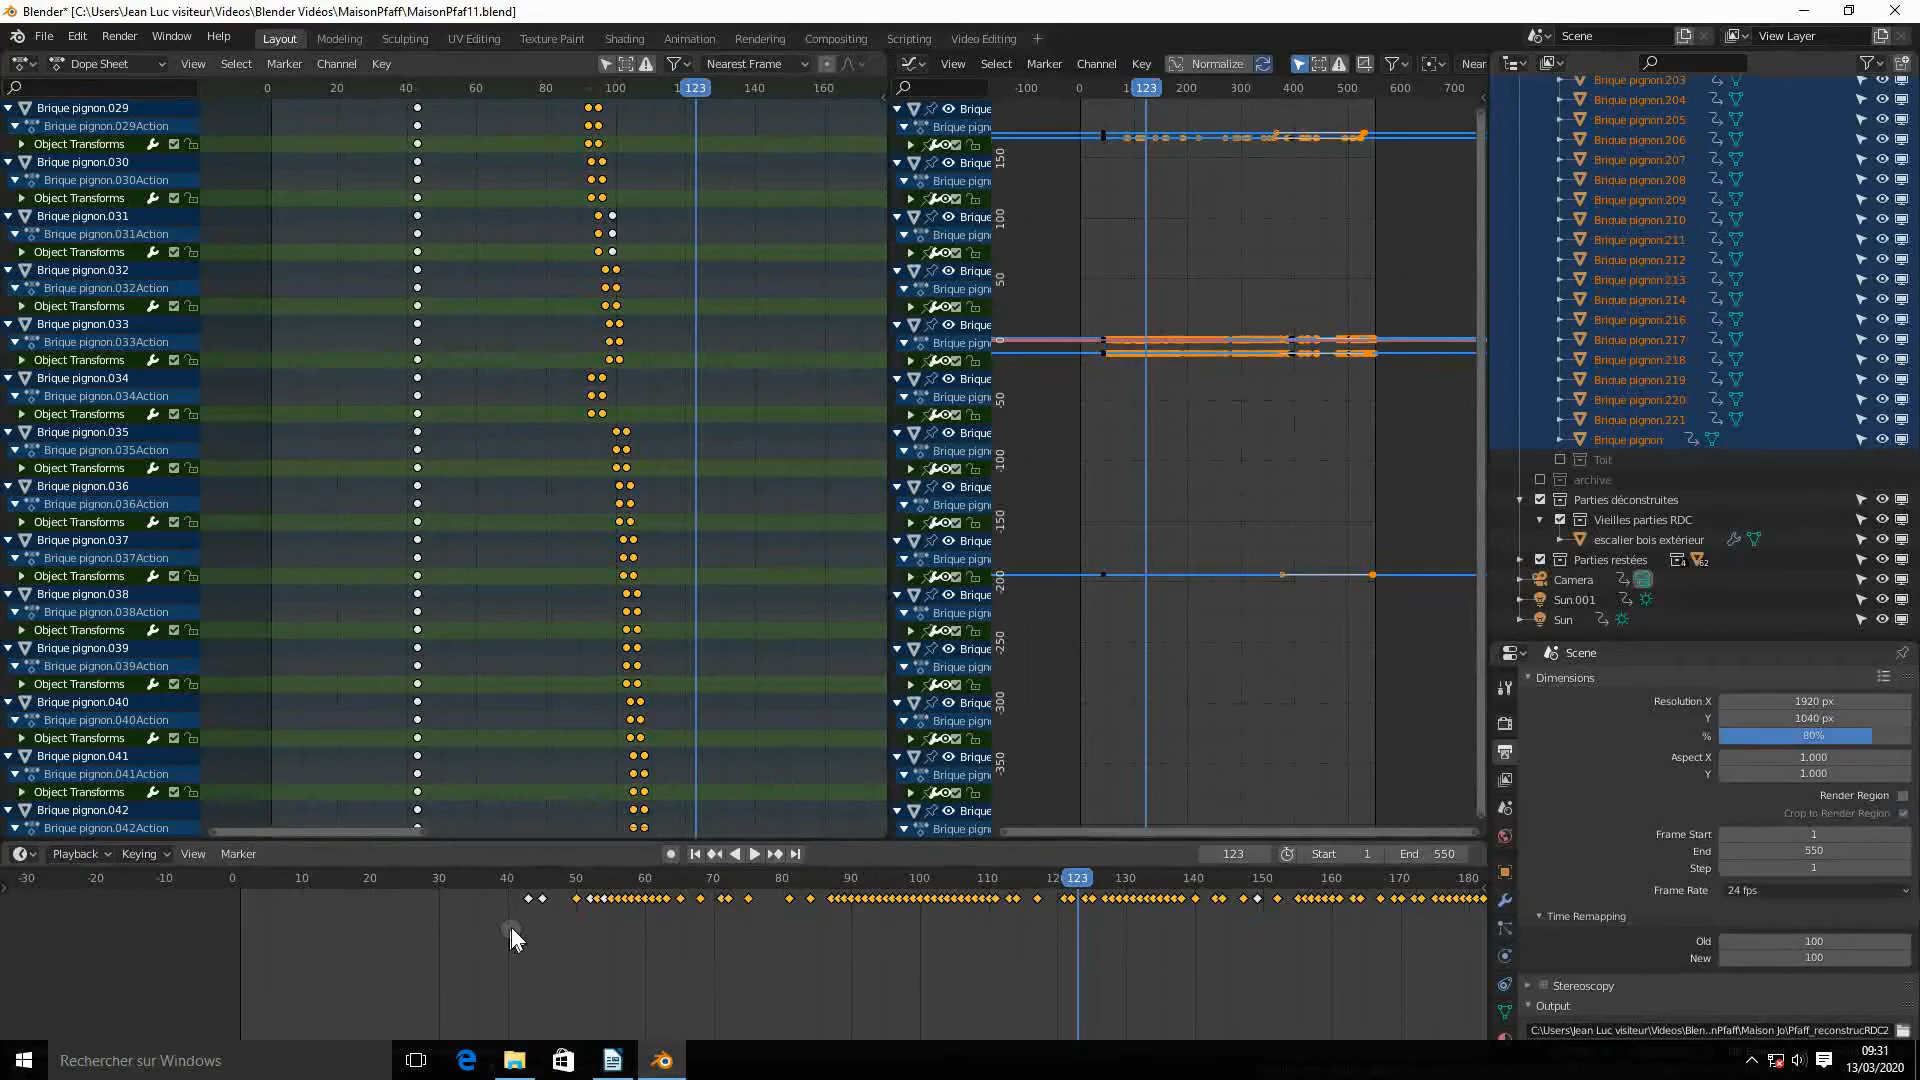 Blender* [C:\Users\Jean Luc visiteur\Videos\Blender Vidéos\MaisonPfaff\MaisonPfaf11.blend]
File Edit Render Window Help Layout Modeling Sculpting UV Editing Texture Paint Shading Animation Rendering Compositing Scripting Video Editing + Scene View Layer
Dope Sheet View Select Marker Channel Key Nearest Frame
View Select Marker Channel Key Normalize Near
0 20 40 60 80 100 123 140 160
-100 0 123 200 300 400 500 600 700
Brique pignon.029
Brique pignon.029Action
Object Transforms
Brique pignon.030
Brique pignon.030Action
Object Transforms
Brique pignon.031
Brique pignon.031Action
Object Transforms
Brique pignon.032
Brique pignon.032Action
Object Transforms
Brique pignon.033
Brique pignon.033Action
Object Transforms
Brique pignon.034
Brique pignon.034Action
Object Transforms
Brique pignon.035
Brique pignon.035Action
Object Transforms
Brique pignon.036
Brique pignon.036Action
Object Transforms
Brique pignon.037
Brique pignon.037Action
Object Transforms
Brique pignon.038
Brique pignon.038Action
Object Transforms
Brique pignon.039
Brique pignon.039Action
Object Transforms
Brique pignon.040
Brique pignon.040Action
Object Transforms
Brique pignon.041
Brique pignon.041Action
Object Transforms
Brique pignon.042
Brique pignon.042Action
Brique
Brique pign
Brique
Brique pign
Brique
Brique pign
Brique
Brique pign
Brique
Brique pign
Brique
Brique pign
Brique
Brique pign
Brique
Brique pign
Brique
Brique pign
Brique
Brique pign
Brique
Brique pign
Brique
Brique pign
Brique
Brique pign
Brique
Brique pign
150
100
50
0
-50
-100
-150
-200
-250
-300
-350
Brique pignon.203
Brique pignon.204
Brique pignon.205
Brique pignon.206
Brique pignon.207
Brique pignon.208
Brique pignon.209
Brique pignon.210
Brique pignon.211
Brique pignon.212
Brique pignon.213
Brique pignon.214
Brique pignon.216
Brique pignon.217
Brique pignon.218
Brique pignon.219
Brique pignon.220
Brique pignon.221
Brique pignon
Toit
archive
Parties déconstruites
Vieilles parties RDC
escalier bois extérieur
Parties restées 4 62
Camera
Sun.001
Sun
Scene
Dimensions
Resolution X 1920 px
Y 1040 px
% 80%
Aspect X 1.000
Y 1.000
Render Region
Crop to Render Region
Frame Start 1
End 550
Step 1
Frame Rate 24 fps
Time Remapping
Old 100
New 100
Stereoscopy
Output
C:\Users\Jean Luc visiteur\Videos\Blen..nPfaff\Maison Jo\Pfaff_reconstrucRDC2
Playback Keying View Marker 123 Start 1 End 550
-30 -20 -10 0 10 20 30 40 50 60 70 80 90 100 110 123 130 140 150 160 170 180
Rechercher sur Windows
09:31
13/03/2020